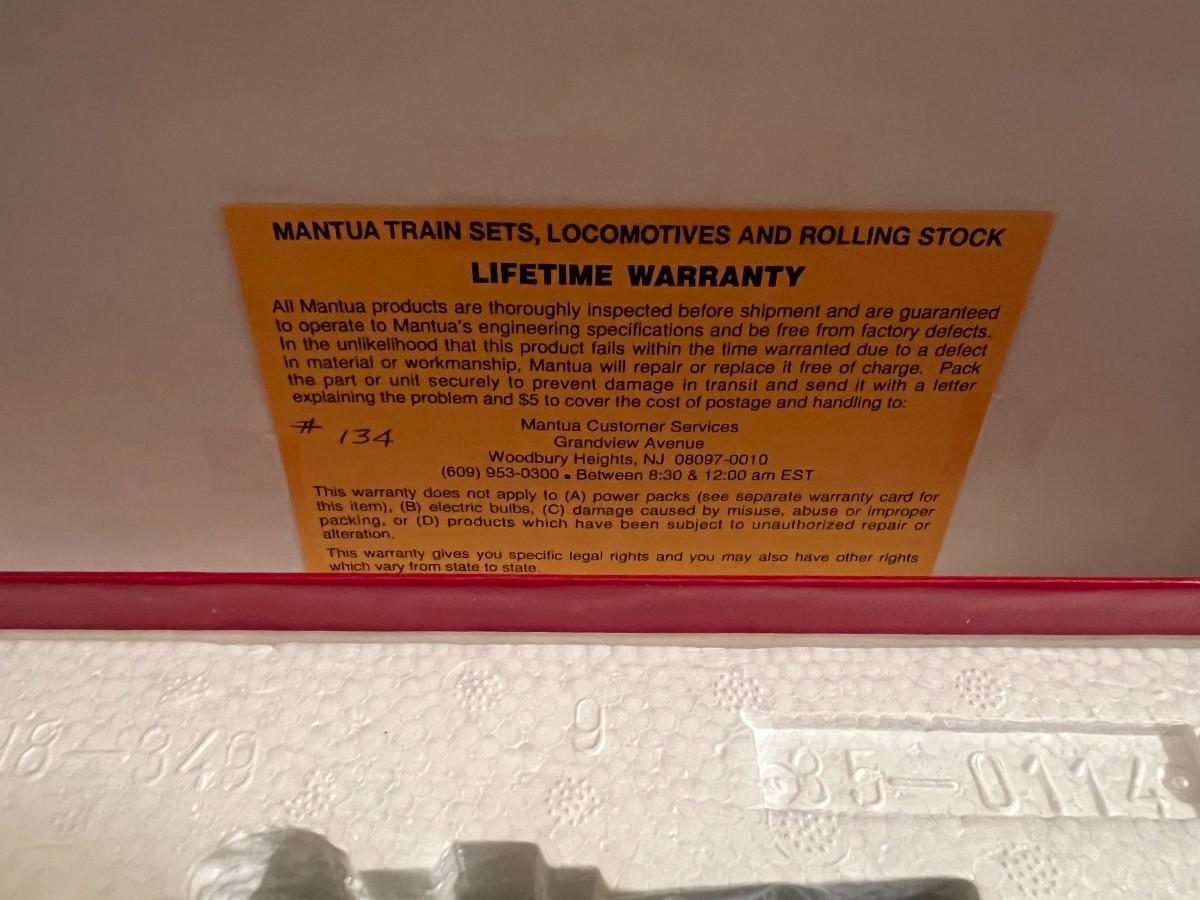 MANTUA TRAIN SETS, LOCOMOTIVES AND ROLLING STOCK
LIFETIME WARRANTY
All Mantua products are thoroughly inspected before shipment and are guaranteed
to operate to Mantua's engineering specifications and be free from factory defects.
In the unlikelihood that this product fails within the time warranted due to a defect
in material or workmanship, Mantua will repair or replace it free of charge. Pack
the part or unit securely to prevent damage in transit and send it with a letter
explaining the problem and $5 to cover the cost of postage and handling to:
# 134
Mantua Customer Services
Grandview Avenue
Woodbury Heights, NJ 08097-0010
(609) 953-0300 • Between 8:30 & 12:00 am EST
This warranty does not apply to (A) power packs (see separate warranty card for
this item), (B) electric bulbs, (C) damage caused by misuse, abuse or improper
packing, or (D) products which have been subject to unauthorized repair or
alteration.
This warranty gives you specific legal rights and you may also have other rights
which vary from state to state.
18-849
9
85-0114